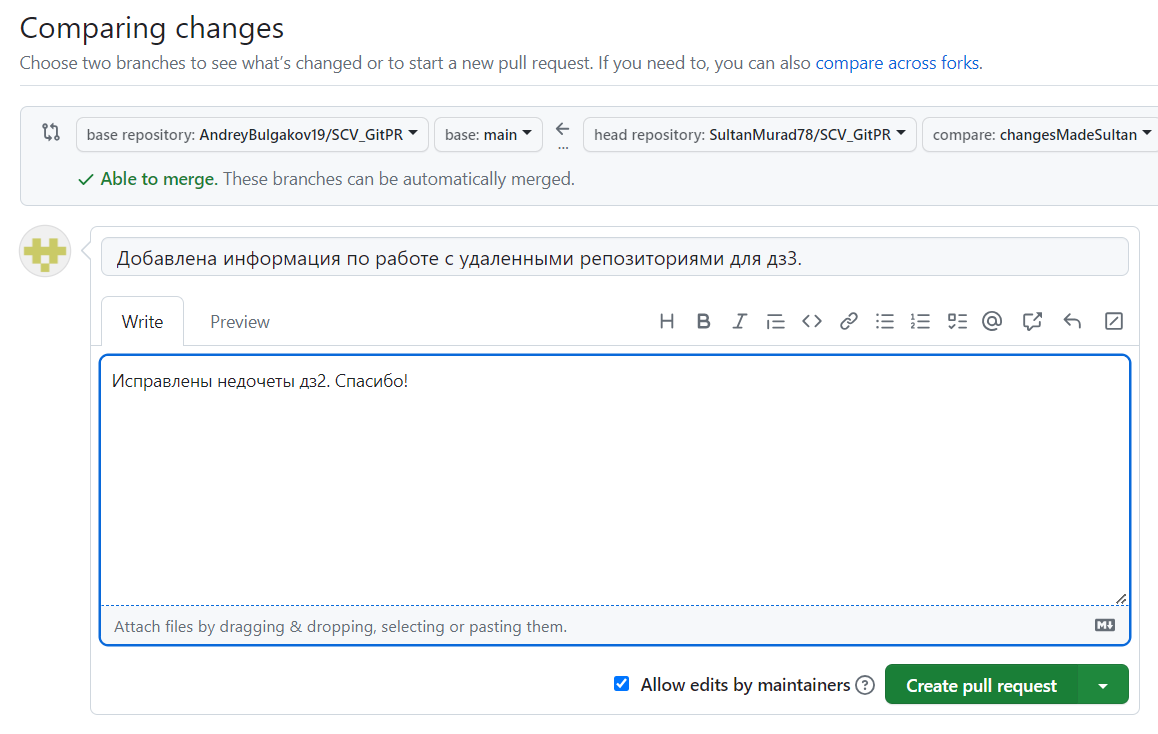 Comparing changes
Choose two branches to see what's changed or to start a new pull request. If you need to, you can also compare across forks.
base repository: AndreyBulgakov19/SCV_GitPR base: main ... head repository: SultanMurad78/SCV_GitPR compare: changesMadeSultan
Able to merge. These branches can be automatically merged.
Добавлена информация по работе с удаленными репозиториями для дз3.
Write Preview
Исправлены недочеты дз2. Спасибо!
Attach files by dragging & dropping, selecting or pasting them.
Allow edits by maintainers Create pull request